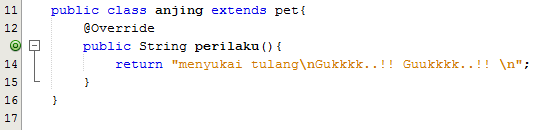 11 public class anjing extends pet{
12 @Override
public String perilaku(){
14 return "menyukai tulang\nGukkkk..!! Guukkkk..!! \n";
15 }
16 }
17